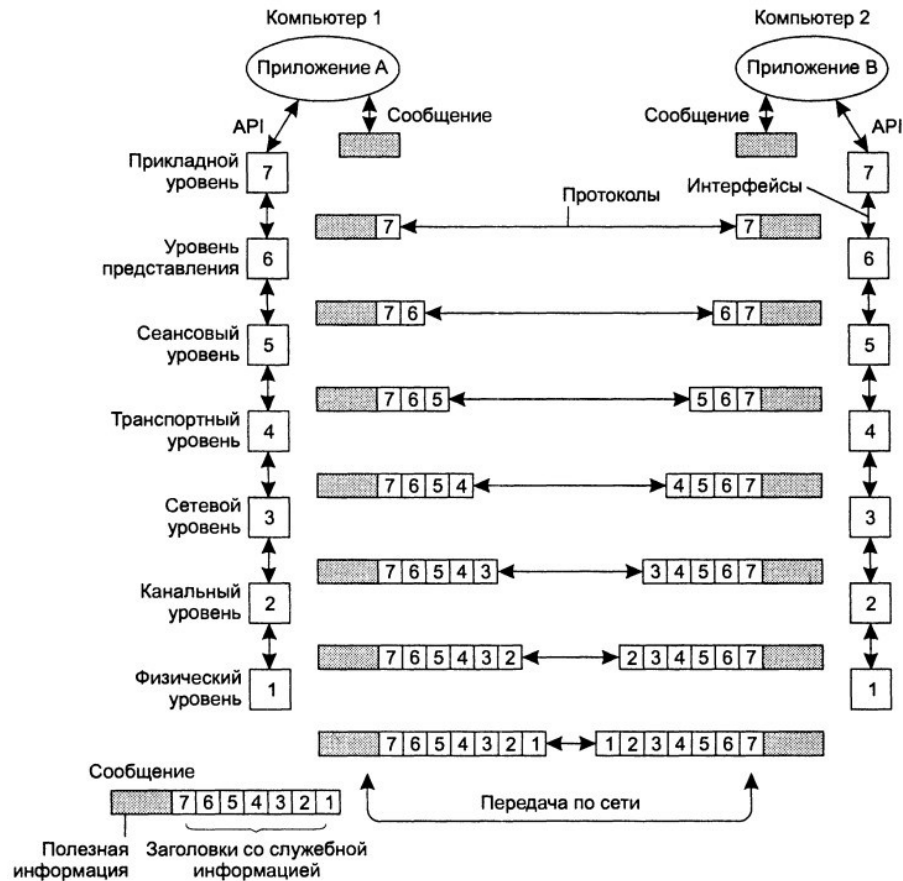 Компьютер 1
Компьютер 2
Приложение А
Приложение В
API
Сообщение
Сообщение
API
Прикладной
уровень
7
7
Интерфейсы
Протоколы
7
7
Уровень
представления
6
6
7 6
6 7
Сеансовый
уровень
5
5
7 6 5
5 6 7
Транспортный
уровень
4
4
7 6 5 4
4 5 6 7
Сетевой
уровень
3
3
7 6 5 4 3
3 4 5 6 7
Канальный
уровень
2
2
7 6 5 4 3 2
2 3 4 5 6 7
Физический
уровень
1
1
7 6 5 4 3 2 1
1 2 3 4 5 6 7
Сообщение
7 6 5 4 3 2 1
Передача по сети
Полезная
информация
Заголовки со служебной
информацией